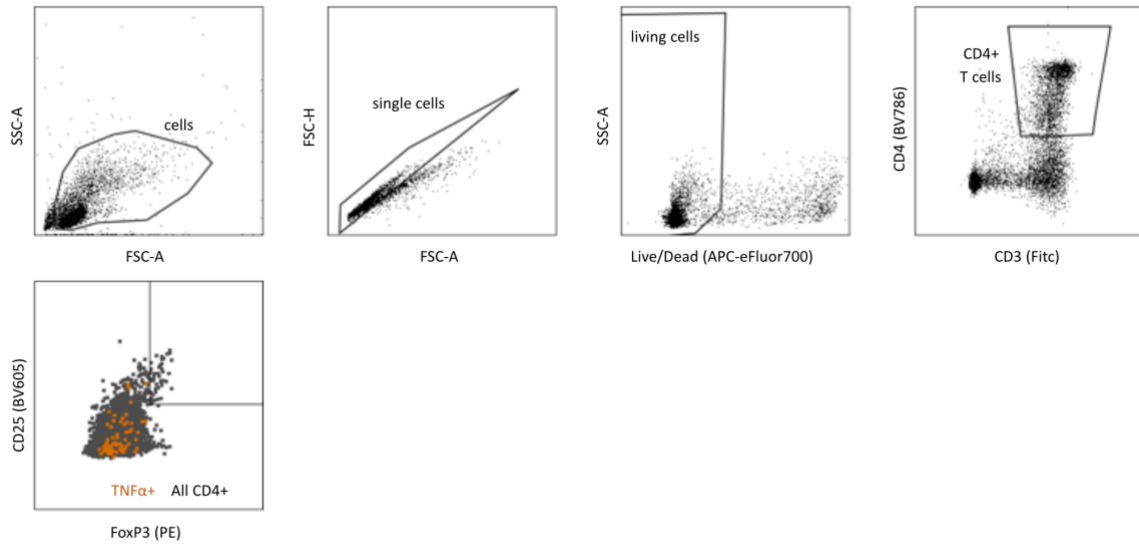 SSC-A
cells
FSC-A
FSC-H
single cells
FSC-A
SSC-A
living cells
Live/Dead (APC-eFluor700)
CD4 (BV786)
CD4+
T cells
CD3 (Fitc)
CD25 (BV605)
TNFα+ All CD4+
FoxP3 (PE)